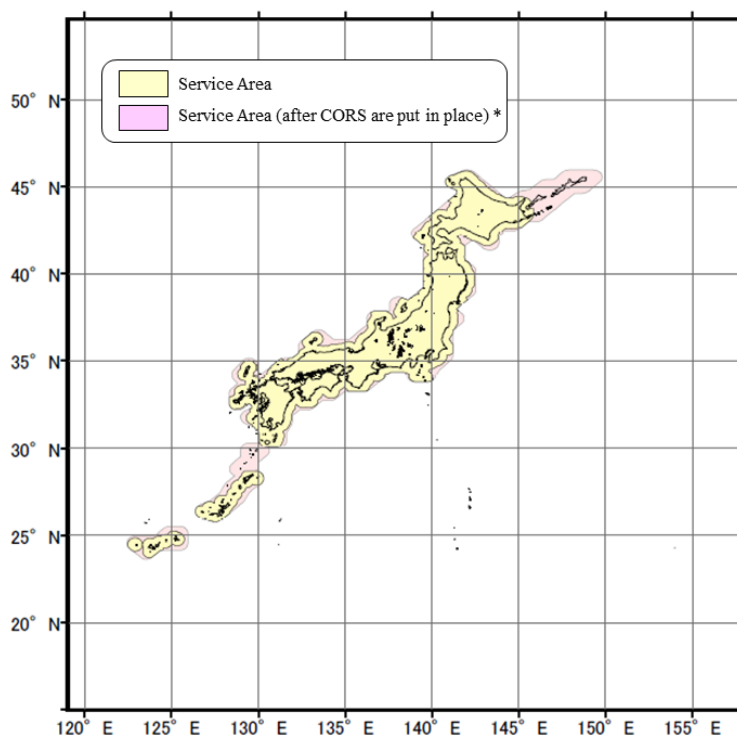 Service Area
Service Area (after CORS are put in place) *
50° N
45° N
40° N
35° N
30° N
25° N
20° N
120° E 125° E 130° E 135° E 140° E 145° E 150° E 155° E